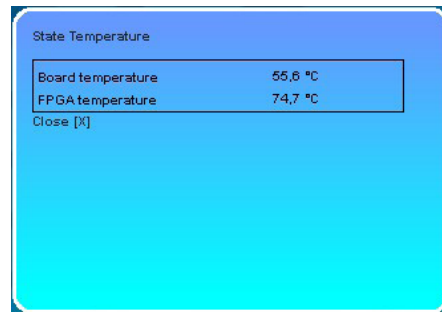 State Temperature
Board temperature 55,6 °C
FPGA temperature 74,7 °C
Close [X]